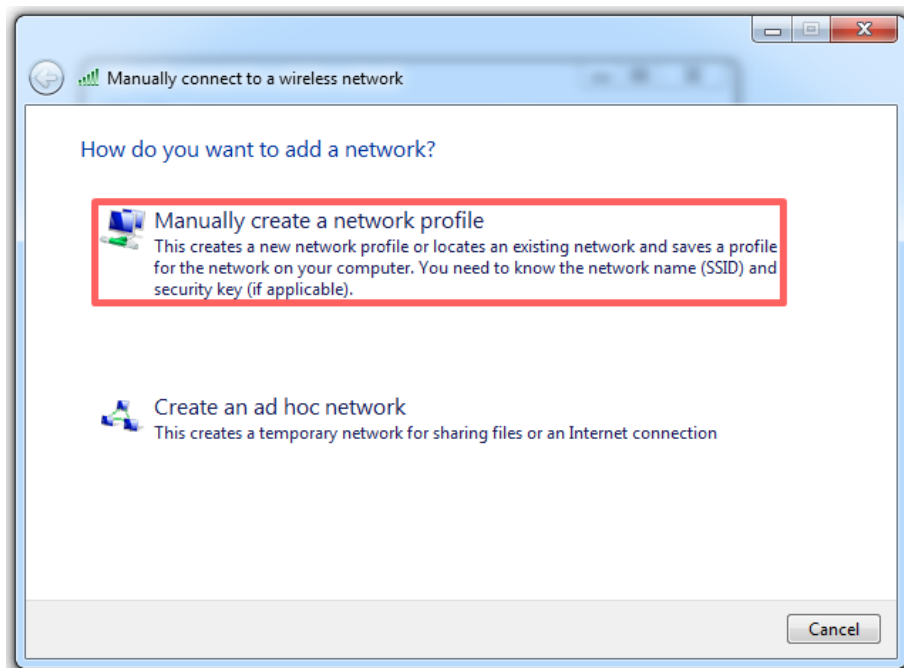 Manually connect to a wireless network
How do you want to add a network?
Manually create a network profile
This creates a new network profile or locates an existing network and saves a profile
for the network on your computer. You need to know the network name (SSID) and
security key (if applicable).
Create an ad hoc network
This creates a temporary network for sharing files or an Internet connection
Cancel